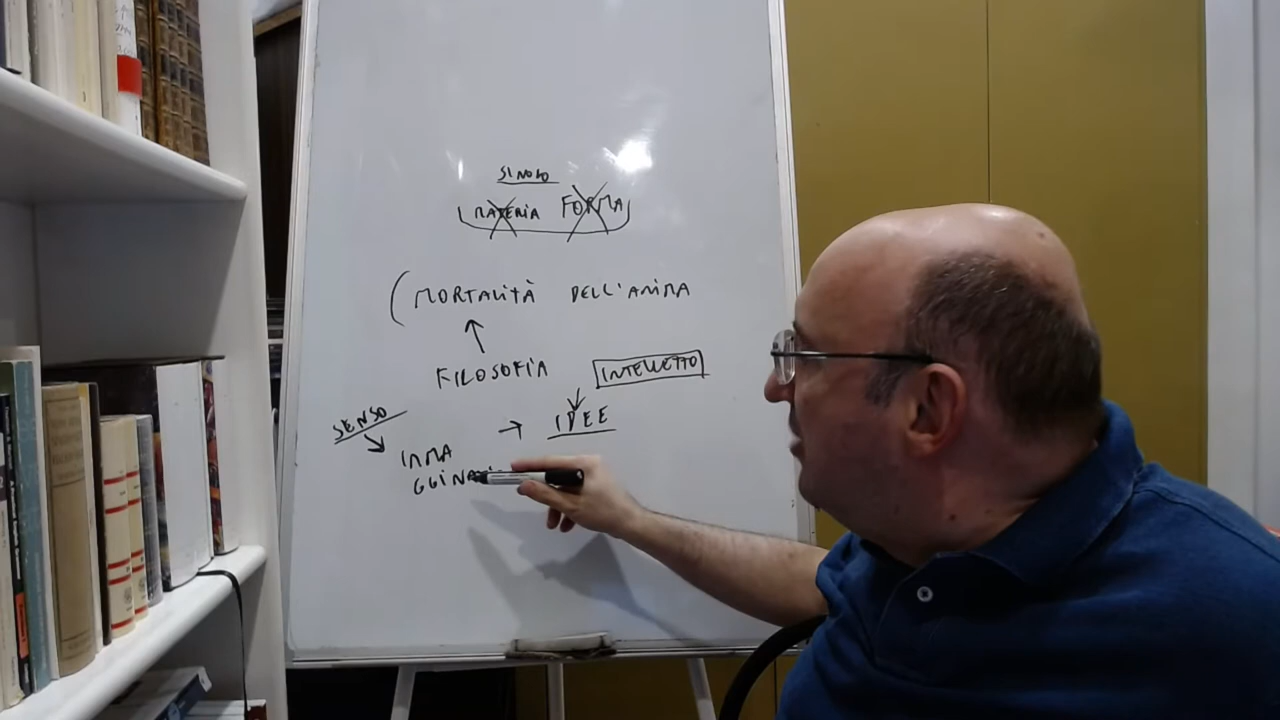 SINOLO
MATERIA FORMA
(MORTALITÀ DELL'ANIMA
FILOSOFIA INTELLETTO
SENSO → IDEE
IMMA
GGINA